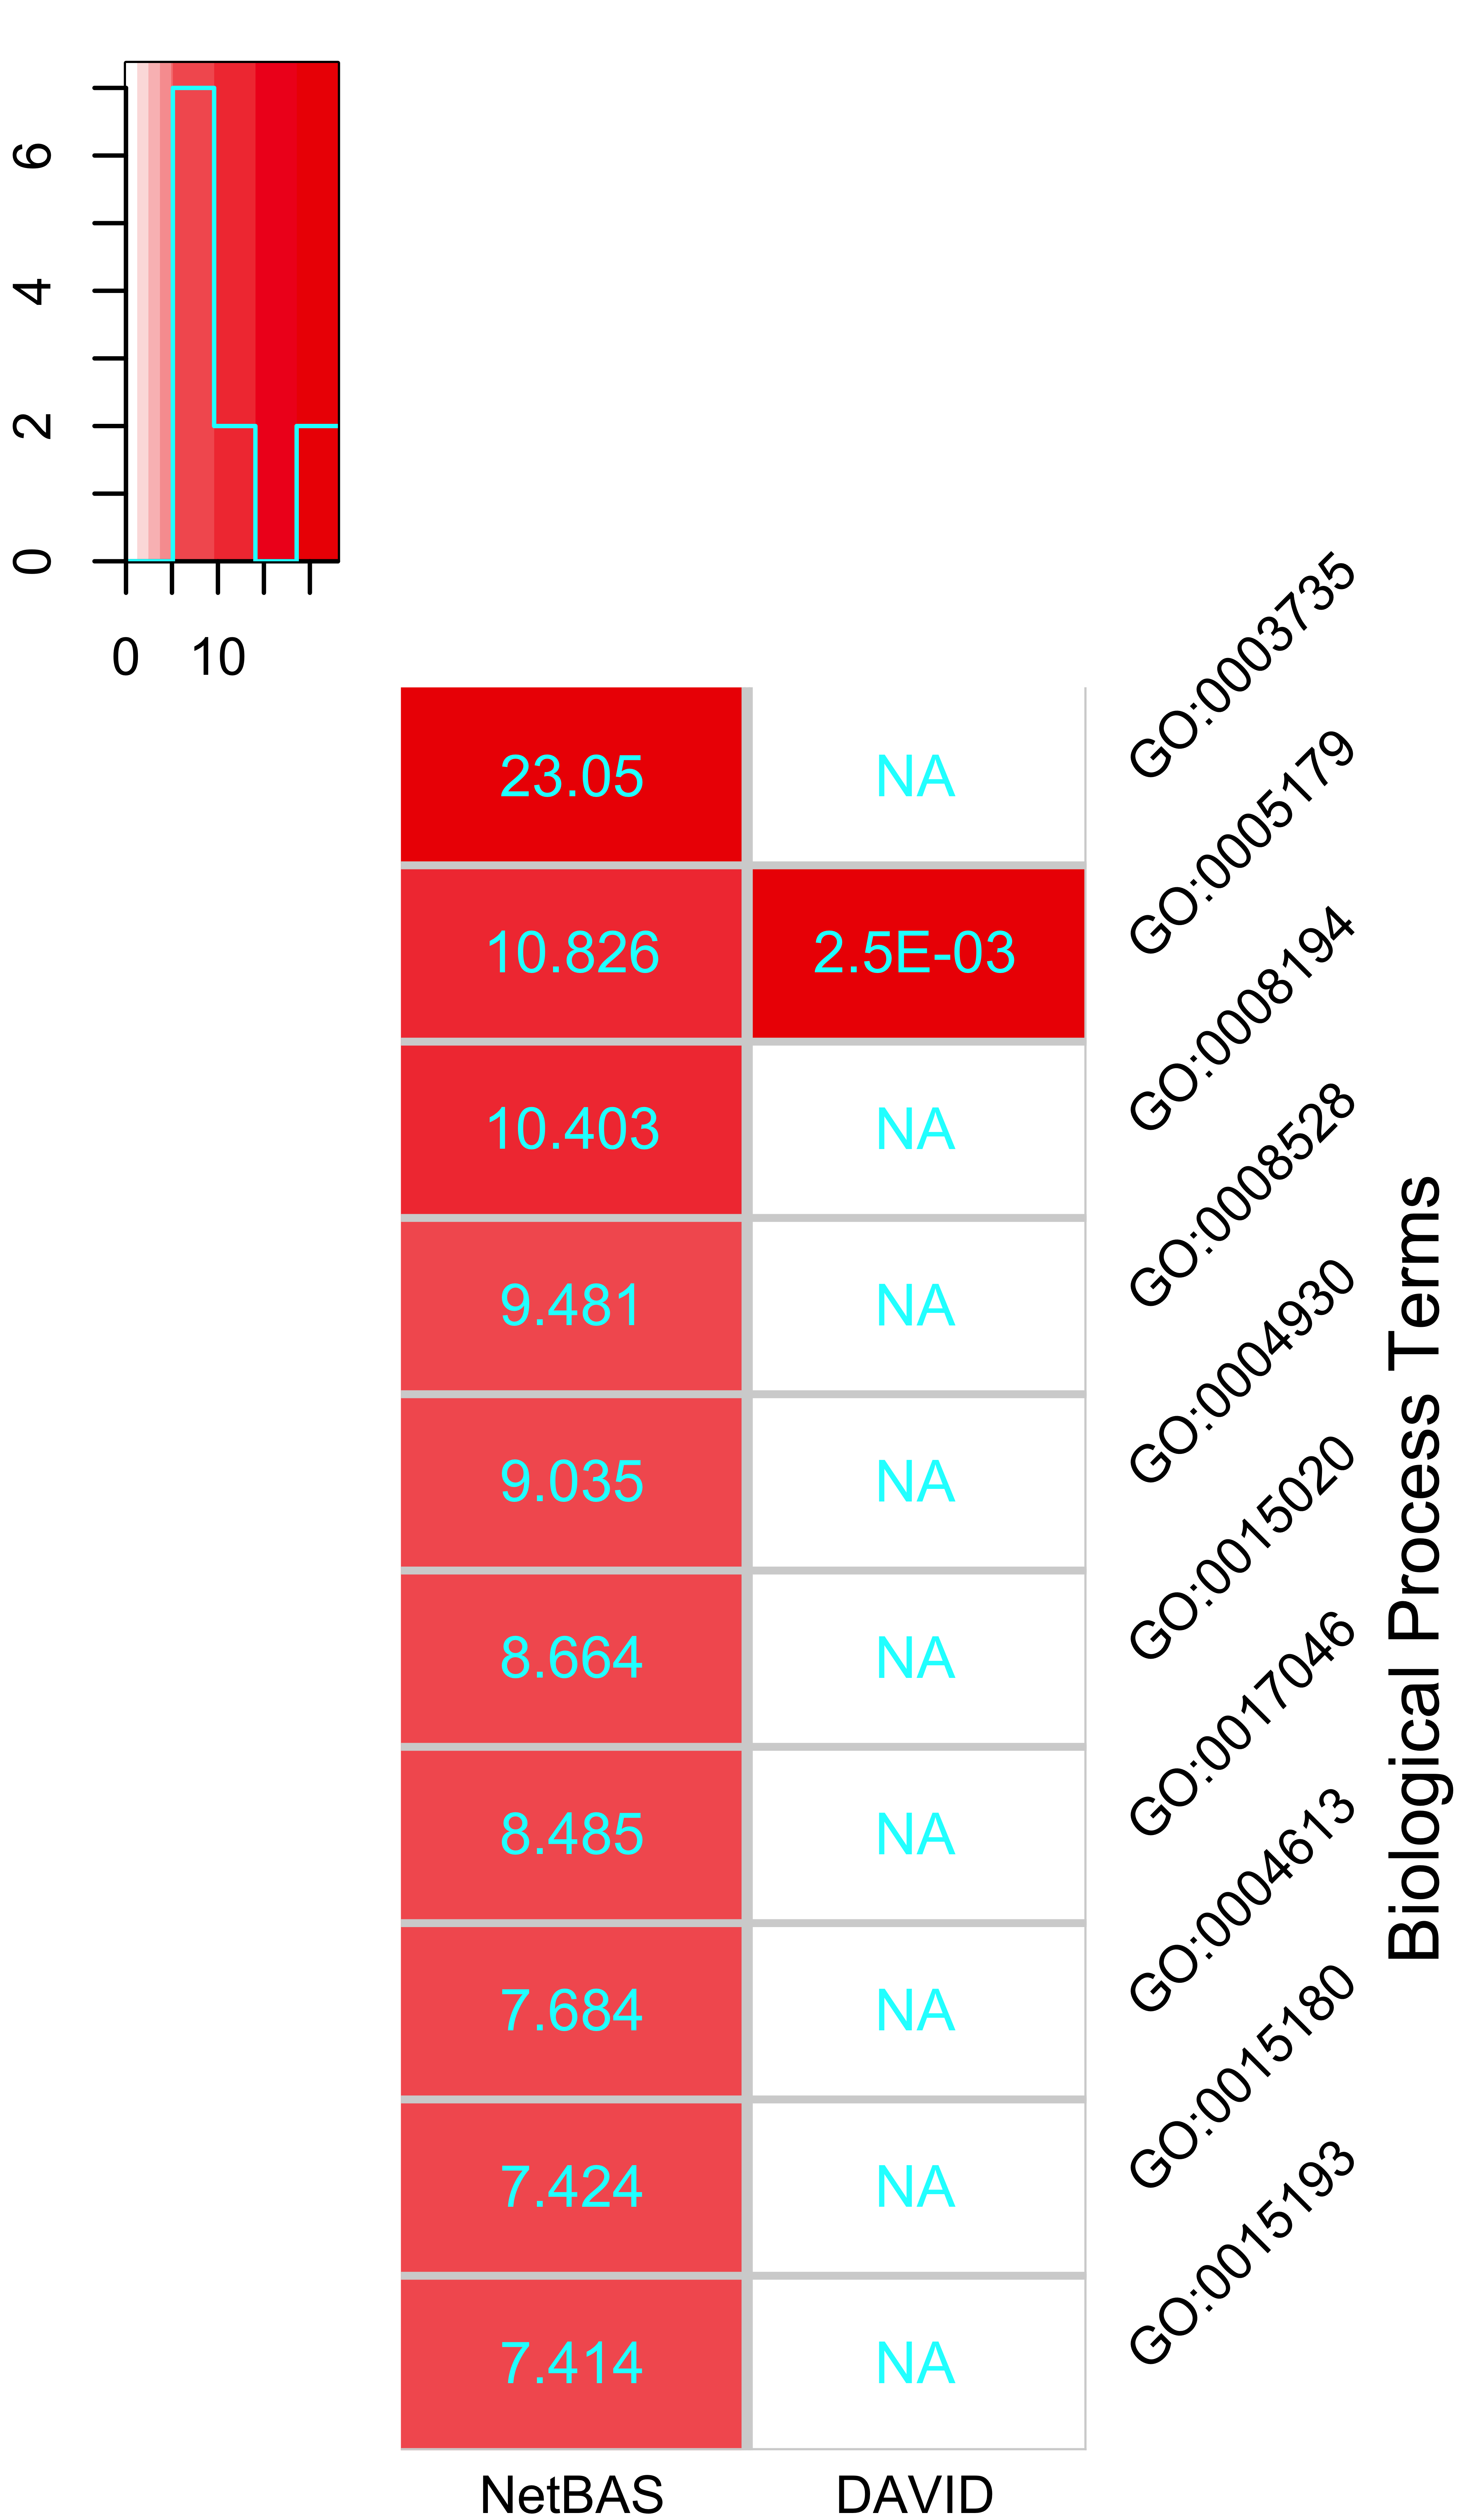 6
4
2
0
0 10
GO:0003735
23.05 NA
GO:0005179
10.826 2.5E-03
GO:0008194
10.403 NA
GO:0008528
9.481 NA
GO:0004930
9.035 NA
GO:0015020
8.664 NA
GO:0017046
8.485 NA
GO:0004613
7.684 NA
GO:0015180
7.424 NA
GO:0015193
7.414 NA
Biological Process Terms
NetBAS DAVID